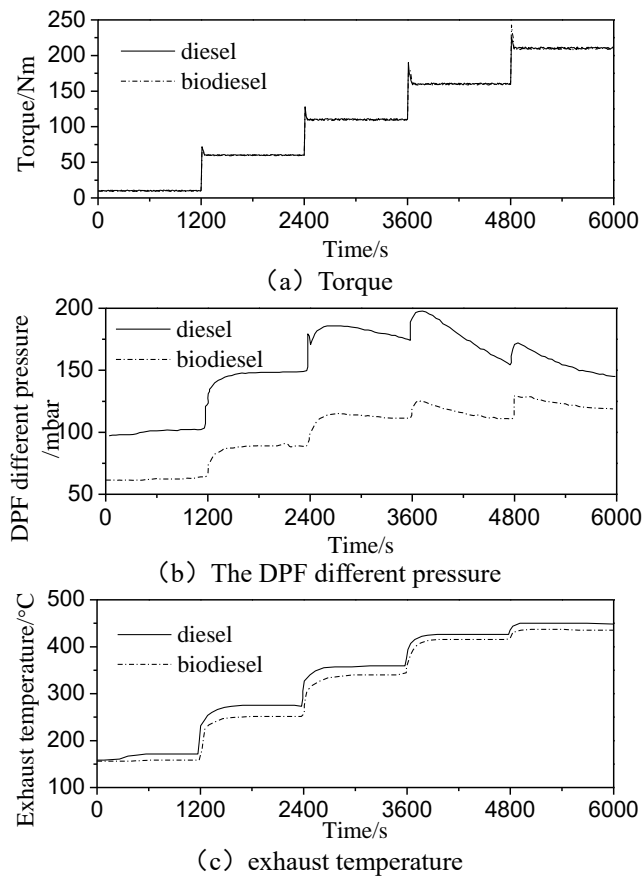 250
200
150
100
50
0
Torque/Nm
diesel
biodiesel
0 1200 2400 3600 4800 6000
Time/s
（a）Torque
200
150
100
50
DPF different pressure
/mbar
diesel
biodiesel
0 1200 2400 3600 4800 6000
Time/s
（b）The DPF different pressure
500
400
300
200
100
Exhaust temperature/°C
diesel
biodiesel
0 1200 2400 3600 4800 6000
Time/s
（c）exhaust temperature